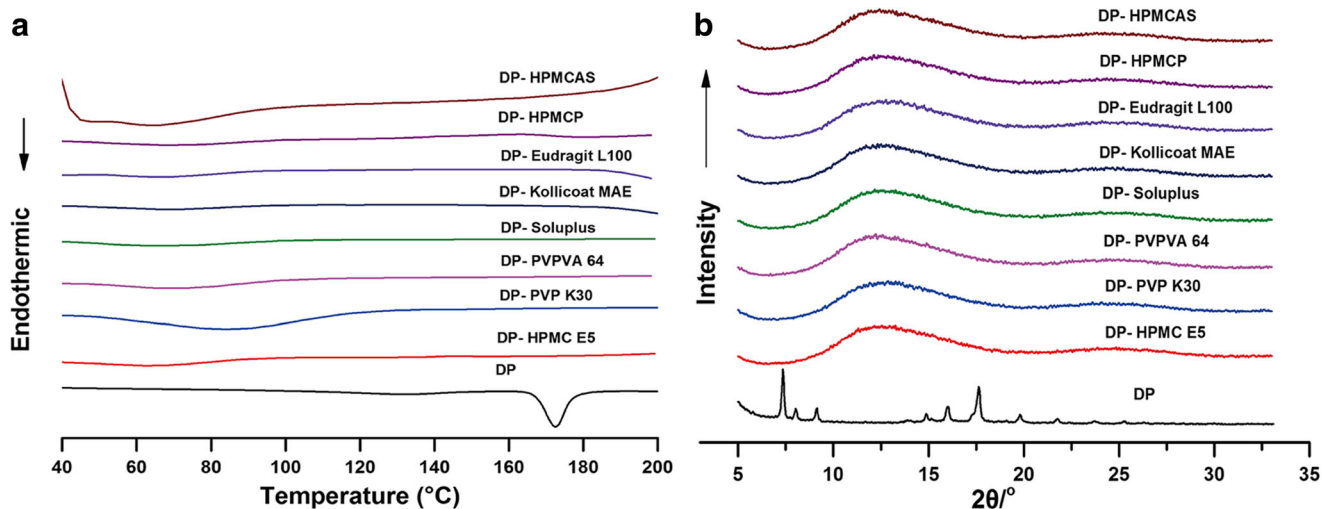 a
DP- HPMCAS
DP- HPMCP
DP- Eudragit L100
DP- Kollicoat MAE
DP- Soluplus
DP- PVPVA 64
DP- PVP K30
DP- HPMC E5
DP
Endothermic
40 60 80 100 120 140 160 180 200
Temperature (°C)
b
DP- HPMCAS
DP- HPMCP
DP- Eudragit L100
DP- Kollicoat MAE
DP- Soluplus
DP- PVPVA 64
DP- PVP K30
DP- HPMC E5
DP
Intensity
5 10 15 20 25 30 35
2θ/°